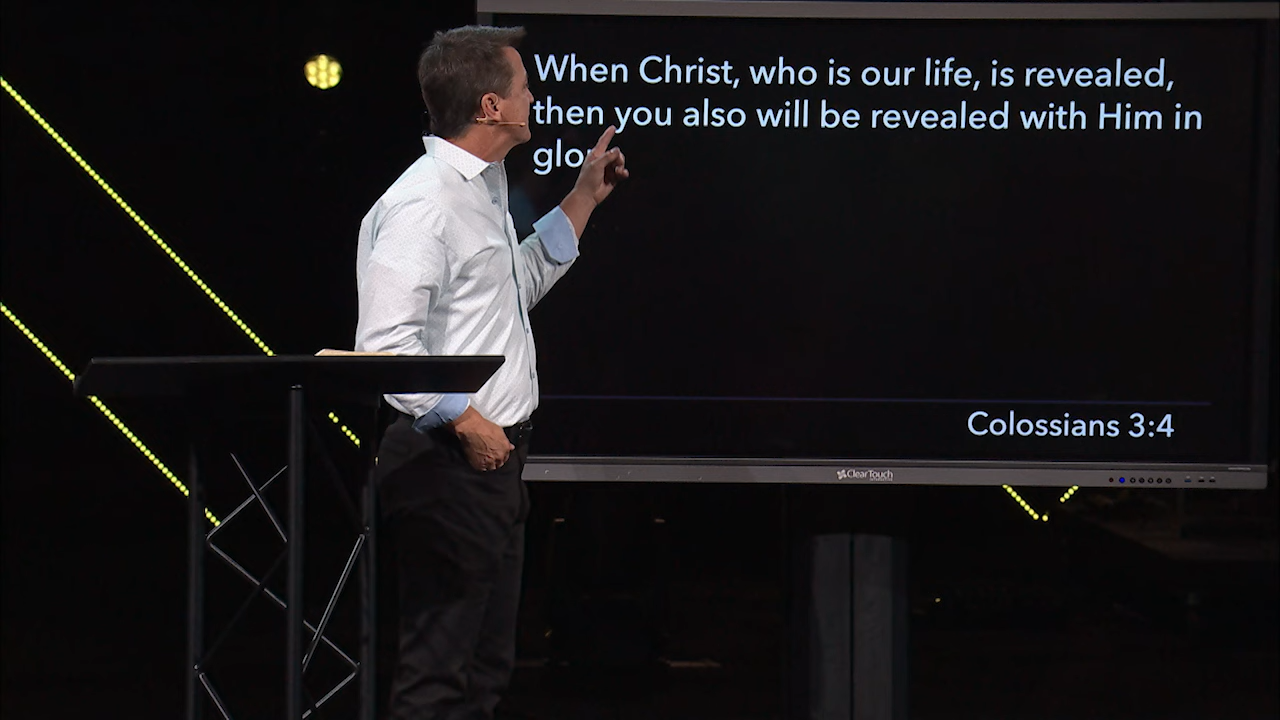 When Christ, who is our life, is revealed,
then you also will be revealed with Him in
Colossians 3:4
ClearTouch